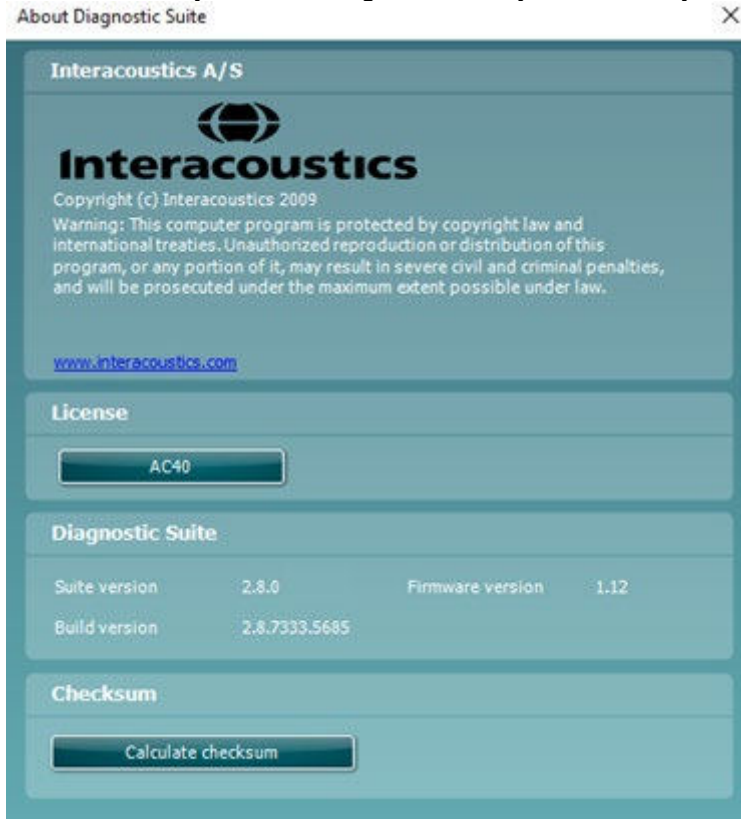 About Diagnostic Suite
Interacoustics A/S
Interacoustics
Copyright (c) Interacoustics 2009
Warning: This computer program is protected by copyright law and
international treaties. Unauthorized reproduction or distribution of this
program, or any portion of it, may result in severe civil and criminal penalties,
and will be prosecuted under the maximum extent possible under law.
www.interacoustics.com
License
AC40
Diagnostic Suite
Suite version 2.8.0 Firmware version 1.12
Build version 2.8.7333.5685
Checksum
Calculate checksum